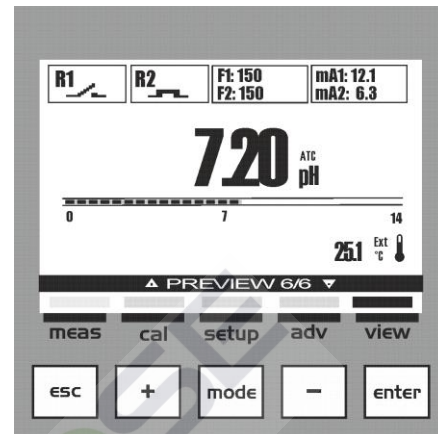 R1 R2 F1: 150 mA1: 12.1
F2: 150 mA2: 6.3
7.20 ATC
pH
0 7 14
25.1 Ext
°C
PREVIEW 6/6
meas cal setup adv view
esc + mode - enter